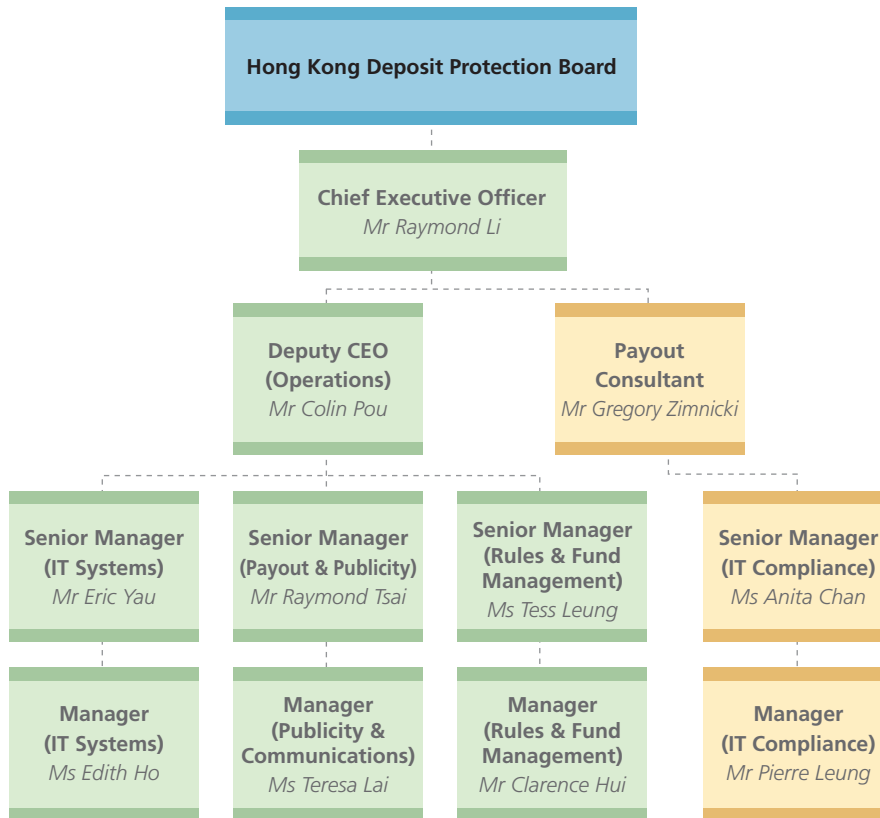 Hong Kong Deposit Protection Board
Chief Executive Officer
Mr Raymond Li
Deputy CEO
(Operations)
Mr Colin Pou
Payout
Consultant
Mr Gregory Zimnicki
Senior Manager
(IT Systems)
Mr Eric Yau
Senior Manager
(Payout & Publicity)
Mr Raymond Tsai
Senior Manager
(Rules & Fund
Management)
Ms Tess Leung
Senior Manager
(IT Compliance)
Ms Anita Chan
Manager
(IT Systems)
Ms Edith Ho
Manager
(Publicity &
Communications)
Ms Teresa Lai
Manager
(Rules & Fund
Management)
Mr Clarence Hui
Manager
(IT Compliance)
Mr Pierre Leung